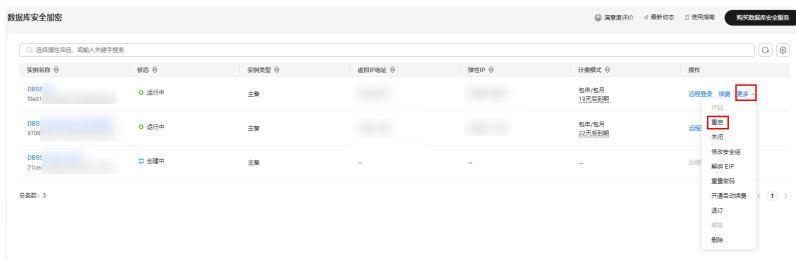 数据库安全加密
满意度评价 最新动态 使用指南 购买数据库安全服务
选择属性筛选，或输入关键字搜索
实例名称 状态 实例类型 虚拟IP地址 弹性IP 计费模式 操作
DBSS 运行中 主备 包年/包月 远程登录 续费 更多
f0e01 19天后到期
开启
DBS 运行中 主备 包年/包月 远程
9708 22天后到期
重启
关闭
修改安全组
DBSS 创建中 主备 -- -- -- 远程
21cec
解绑 EIP
重置密码
总条数：3 开通自动续费 1
退订
释放
删除